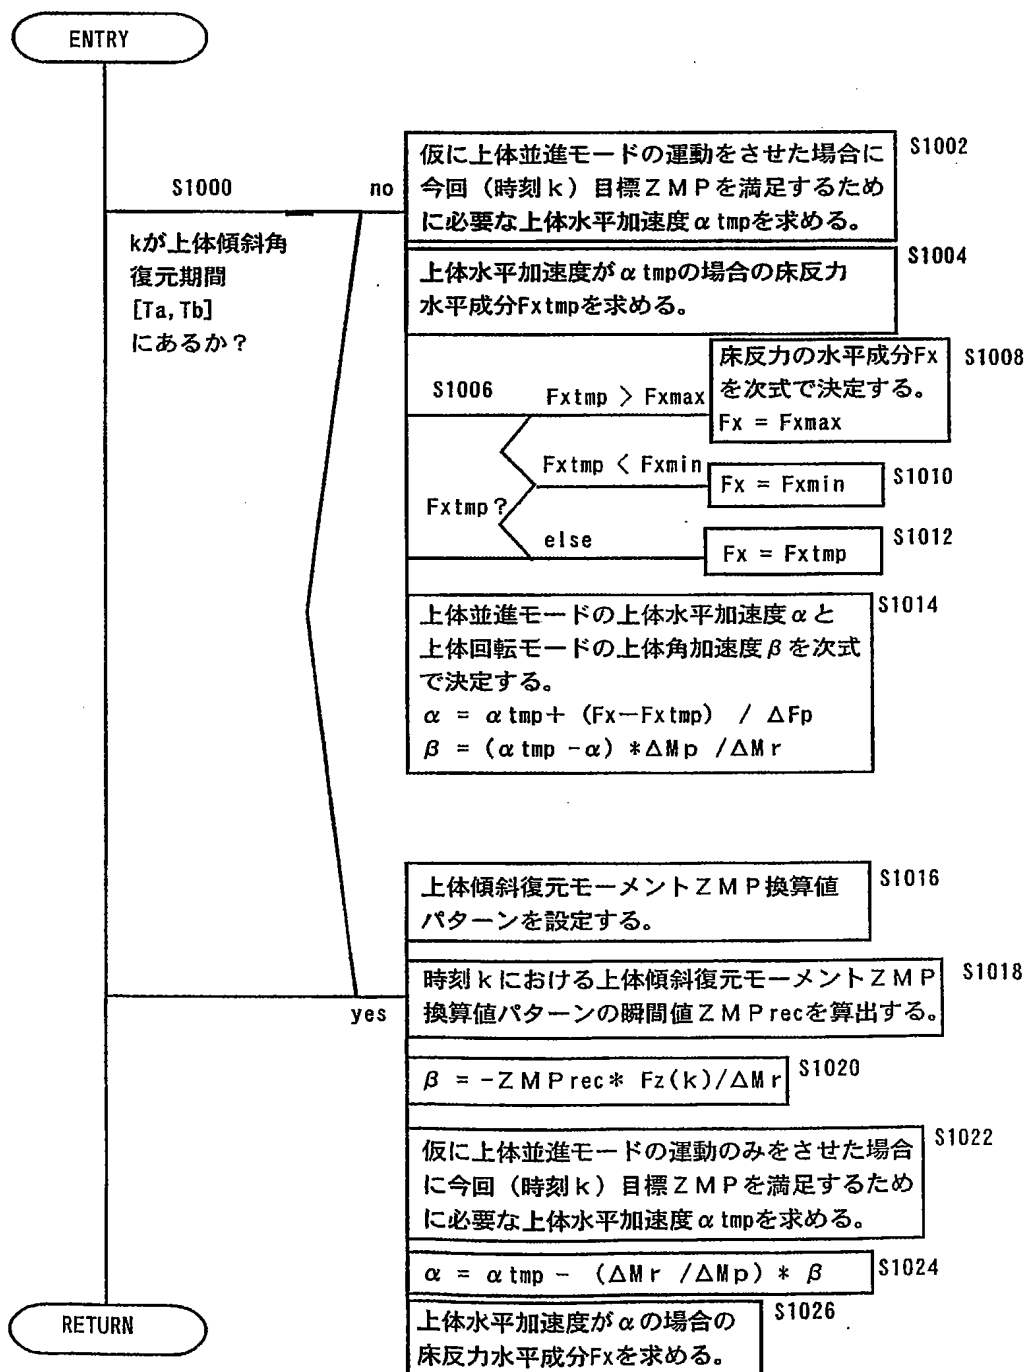 ENTRY
S1000
no
kが上体傾斜角
復元期間
[Ta,Tb]
にあるか?
仮に上体並進モードの運動をさせた場合に
今回(時刻k)目標ZMPを満足するため
に必要な上体水平加速度αtmpを求める。
S1002
上体水平加速度がαtmpの場合の床反力
水平成分Fxtmpを求める。
S1004
S1006
Fxtmp?
Fxtmp > Fxmax
床反力の水平成分Fx
を次式で決定する。
Fx = Fxmax
S1008
Fxtmp < Fxmin
Fx = Fxmin
S1010
else
Fx = Fxtmp
S1012
上体並進モードの上体水平加速度αと
上体回転モードの上体角加速度βを次式
で決定する。
α = αtmp+ (Fx-Fxtmp) / ΔFp
β = (αtmp -α) *ΔMp /ΔMr
S1014
yes
上体傾斜復元モーメントZMP換算値
パターンを設定する。
S1016
時刻kにおける上体傾斜復元モーメントZMP
換算値パターンの瞬間値ZMPrecを算出する。
S1018
β = -ZMPrec* Fz(k)/ΔMr
S1020
仮に上体並進モードの運動のみをさせた場合
に今回(時刻k)目標ZMPを満足するため
に必要な上体水平加速度αtmpを求める。
S1022
α = αtmp - (ΔMr /ΔMp) * β
S1024
上体水平加速度がαの場合の
床反力水平成分Fxを求める。
S1026
RETURN